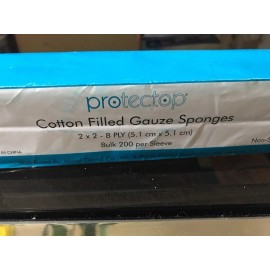 protectop
Cotton Filled Gauze Sponges
2 x 2 - 8 PLY (5.1 cm x 5.1 cm)
Bulk 200 per Sleeve